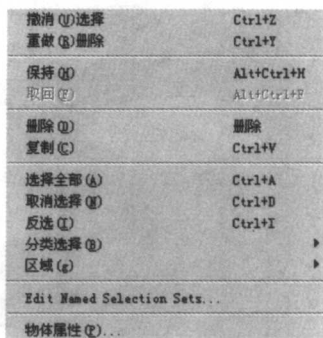 撤消(U)选择 Ctrl+Z
重做(R)删除 Ctrl+Y
保持(H) Alt+Ctrl+H
取回(F) Alt+Ctrl+F
删除(D) 删除
复制(C) Ctrl+V
选择全部(A) Ctrl+A
取消选择(N) Ctrl+D
反选(I) Ctrl+I
分类选择(B)
区域(g)
Edit Named Selection Sets...
物体属性(P)...